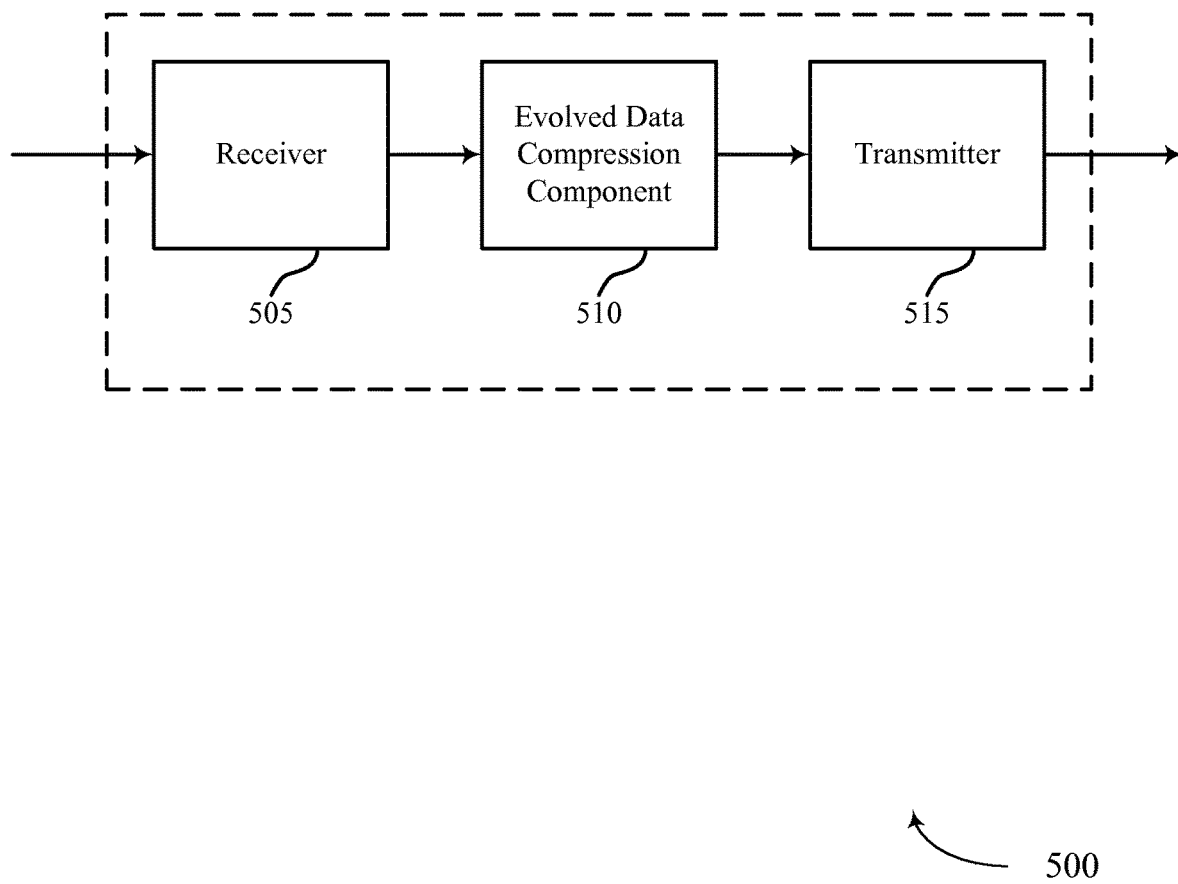 Receiver
Evolved Data
Compression
Component
Transmitter
505
510
515
500